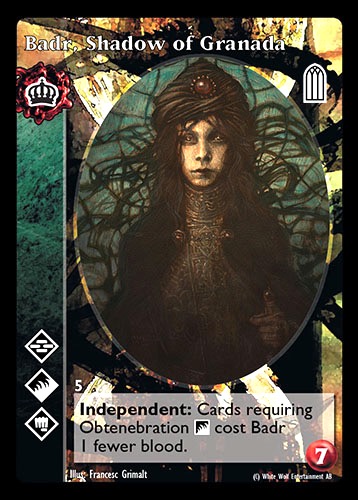 Badr, Shadow of Granada
5
Independent: Cards requiring
Obtenebration cost Badr
1 fewer blood.
7
Illus: Francesc Grimalt
(C) White Wolf Entertainment AB